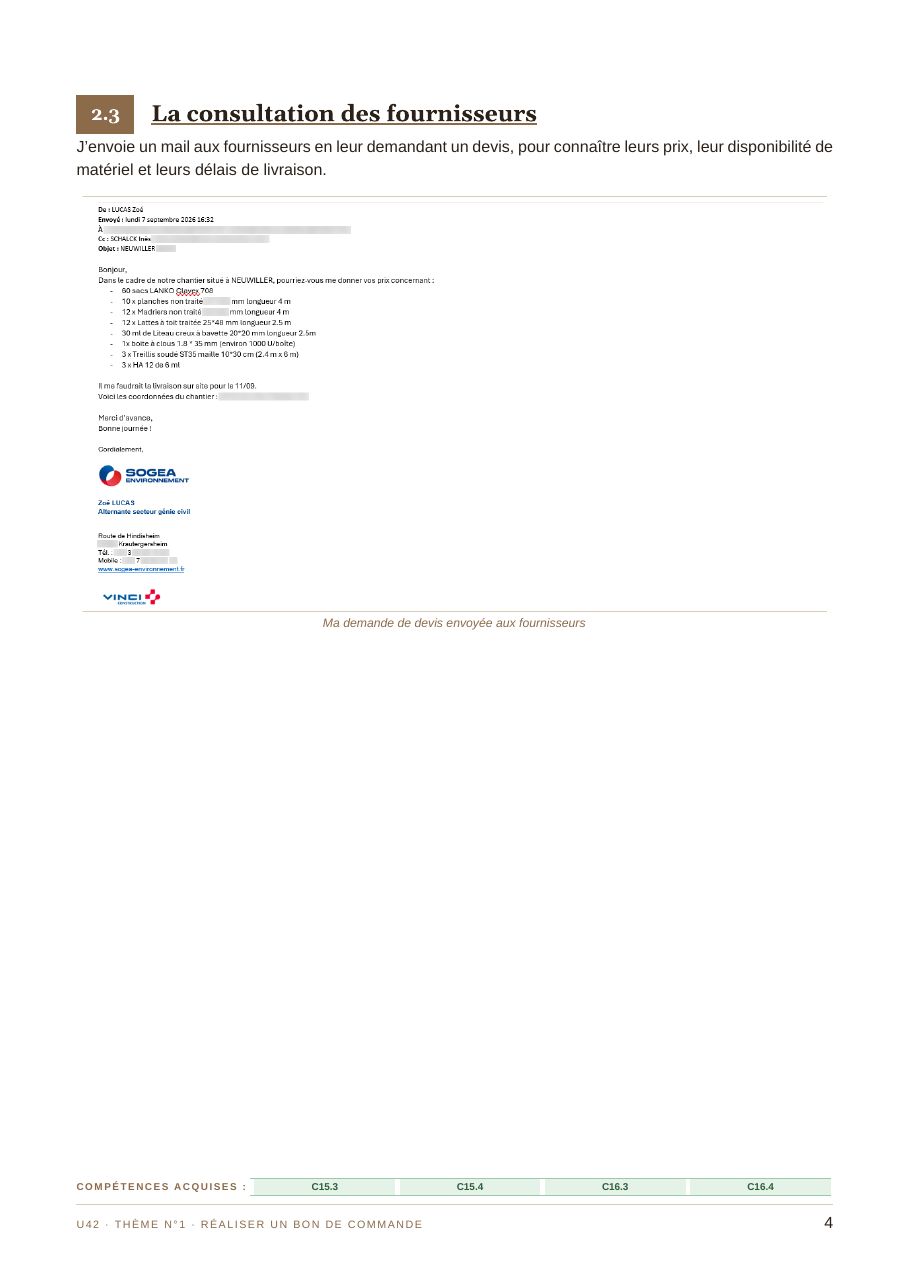 2.3 La consultation des fournisseurs
J’envoie un mail aux fournisseurs en leur demandant un devis, pour connaître leurs prix, leur disponibilité de
matériel et leurs délais de livraison.
De : LUCAS Zoé
Envoyé : lundi 7 septembre 2026 16:32
À
Cc : SCHALCK Inès
Objet : NEUWILLER
Bonjour,
Dans le cadre de notre chantier situé à NEUWILLER, pourriez-vous me donner vos prix concernant :
- 60 sacs LANKO 708
- 10 x planches non traité mm longueur 4 m
- 12 x Madriers non traité mm longueur 4 m
- 12 x Lattes à toit traitée 25*48 mm longueur 2.5 m
- 30 ml de Liteau creux à bavette 20*20 mm longueur 2.5m
- 1x boite à clous 1.8 * 35 mm (environ 1000 U/boîte)
- 3 x Treillis soudé ST35 maille 10*30 cm (2.4 m x 6 m)
- 3 x HA 12 de 6 ml
Il me faudrait la livraison sur site pour le 11/09.
Voici les coordonnées du chantier :
Merci d’avance,
Bonne journée !
Cordialement,
SOGEA
ENVIRONNEMENT
Zoé LUCAS
Alternante secteur génie civil
Route de Hindisheim
Krautergersheim
Tél. : 3
Mobile : 7
www.sogea-environnement.fr
VINCI
CONSTRUCTION
Ma demande de devis envoyée aux fournisseurs
COMPÉTENCES ACQUISES : C15.3 C15.4 C16.3 C16.4
U42 · THÈME N°1 · RÉALISER UN BON DE COMMANDE 4